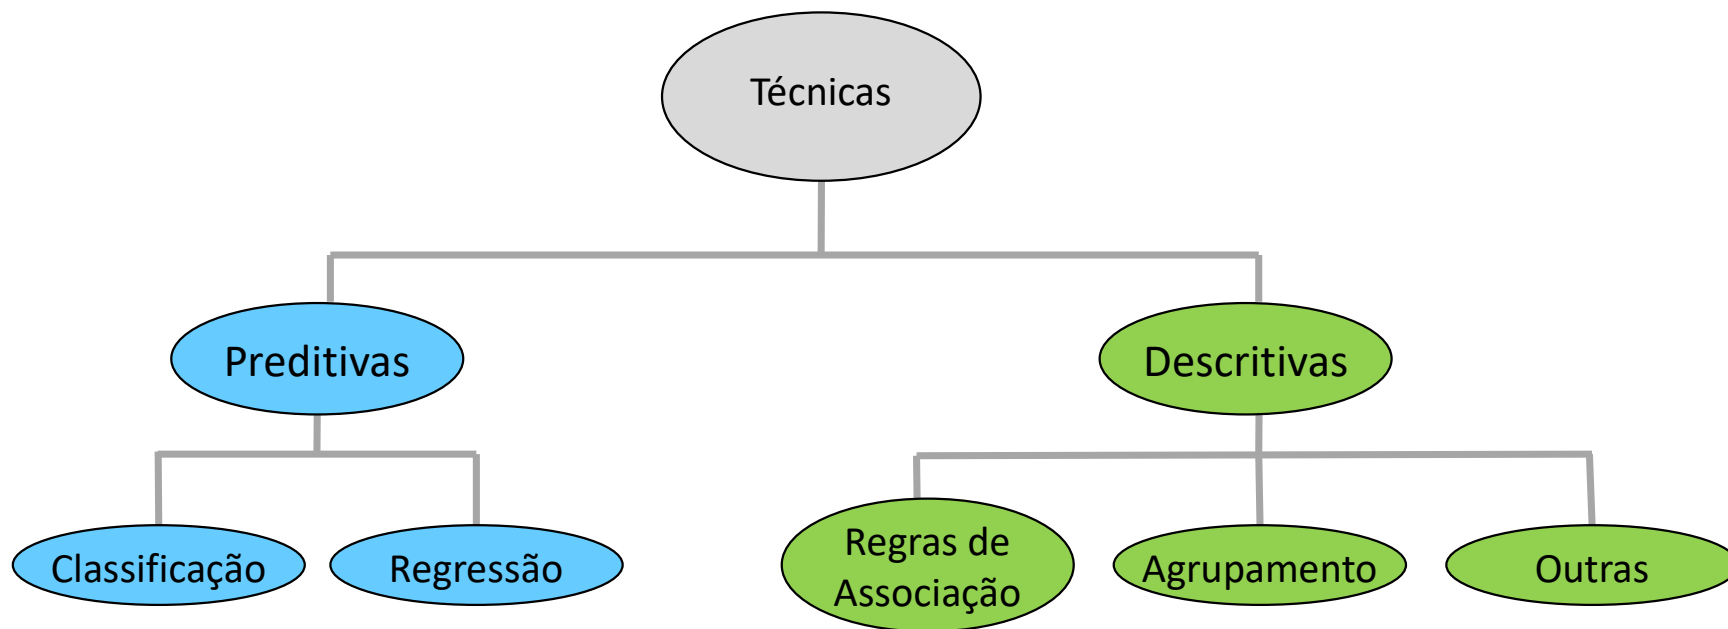 Técnicas
Preditivas
Descritivas
Classificação
Regressão
Regras de
Associação
Agrupamento
Outras